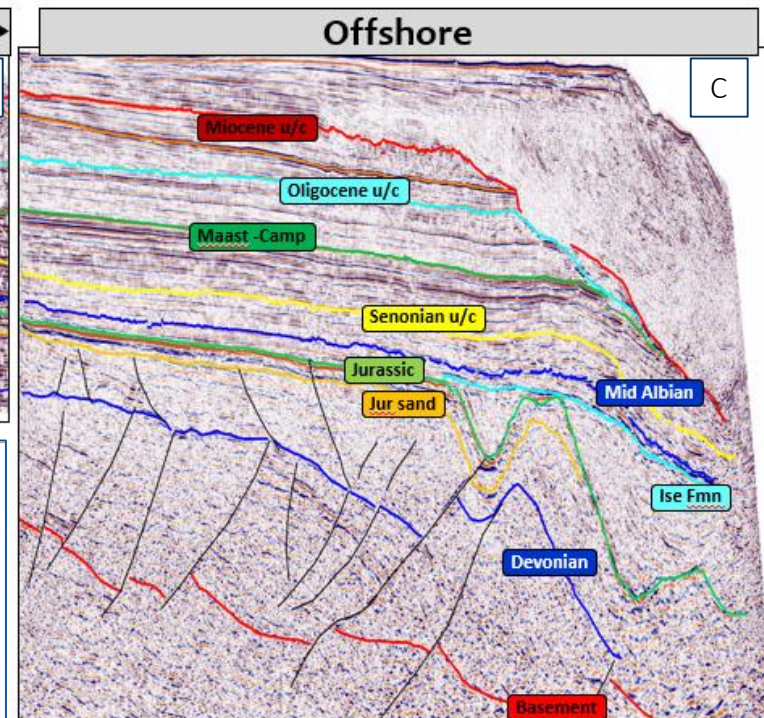 Offshore
C
Miocene u/c
Oligocene u/c
Maast -Camp
Senonian u/c
Jurassic
Mid Albian
Jur sand
Ise Fmn
Devonian
Basement